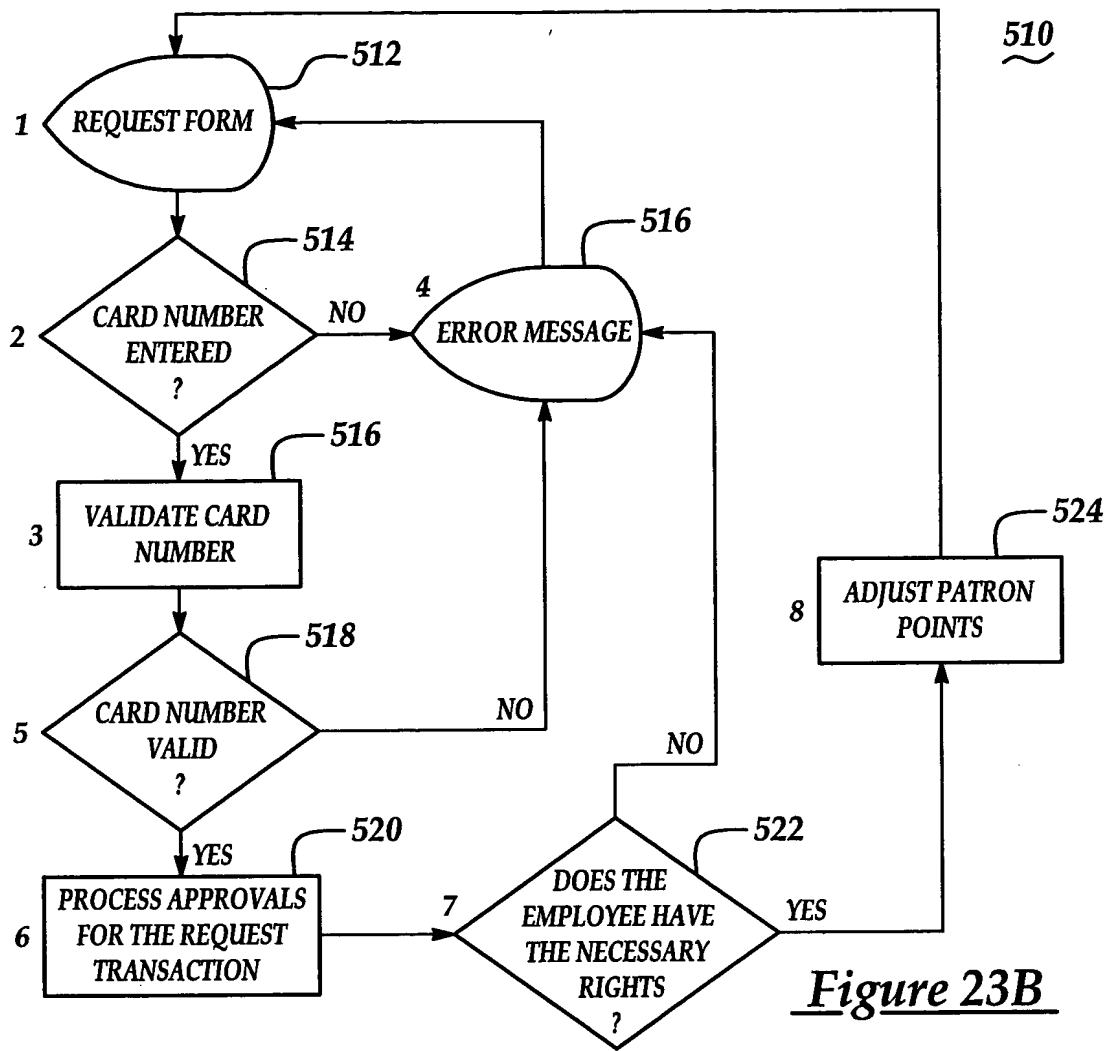 510
512
1
REQUEST FORM
514
2
CARD NUMBER
ENTERED
?
NO
516
4
ERROR MESSAGE
YES
516
3
VALIDATE CARD
NUMBER
518
5
CARD NUMBER
VALID
?
NO
YES
520
6
PROCESS APPROVALS
FOR THE REQUEST
TRANSACTION
522
7
DOES THE
EMPLOYEE HAVE
THE NECESSARY
RIGHTS
?
NO
YES
524
8
ADJUST PATRON
POINTS
Figure 23B